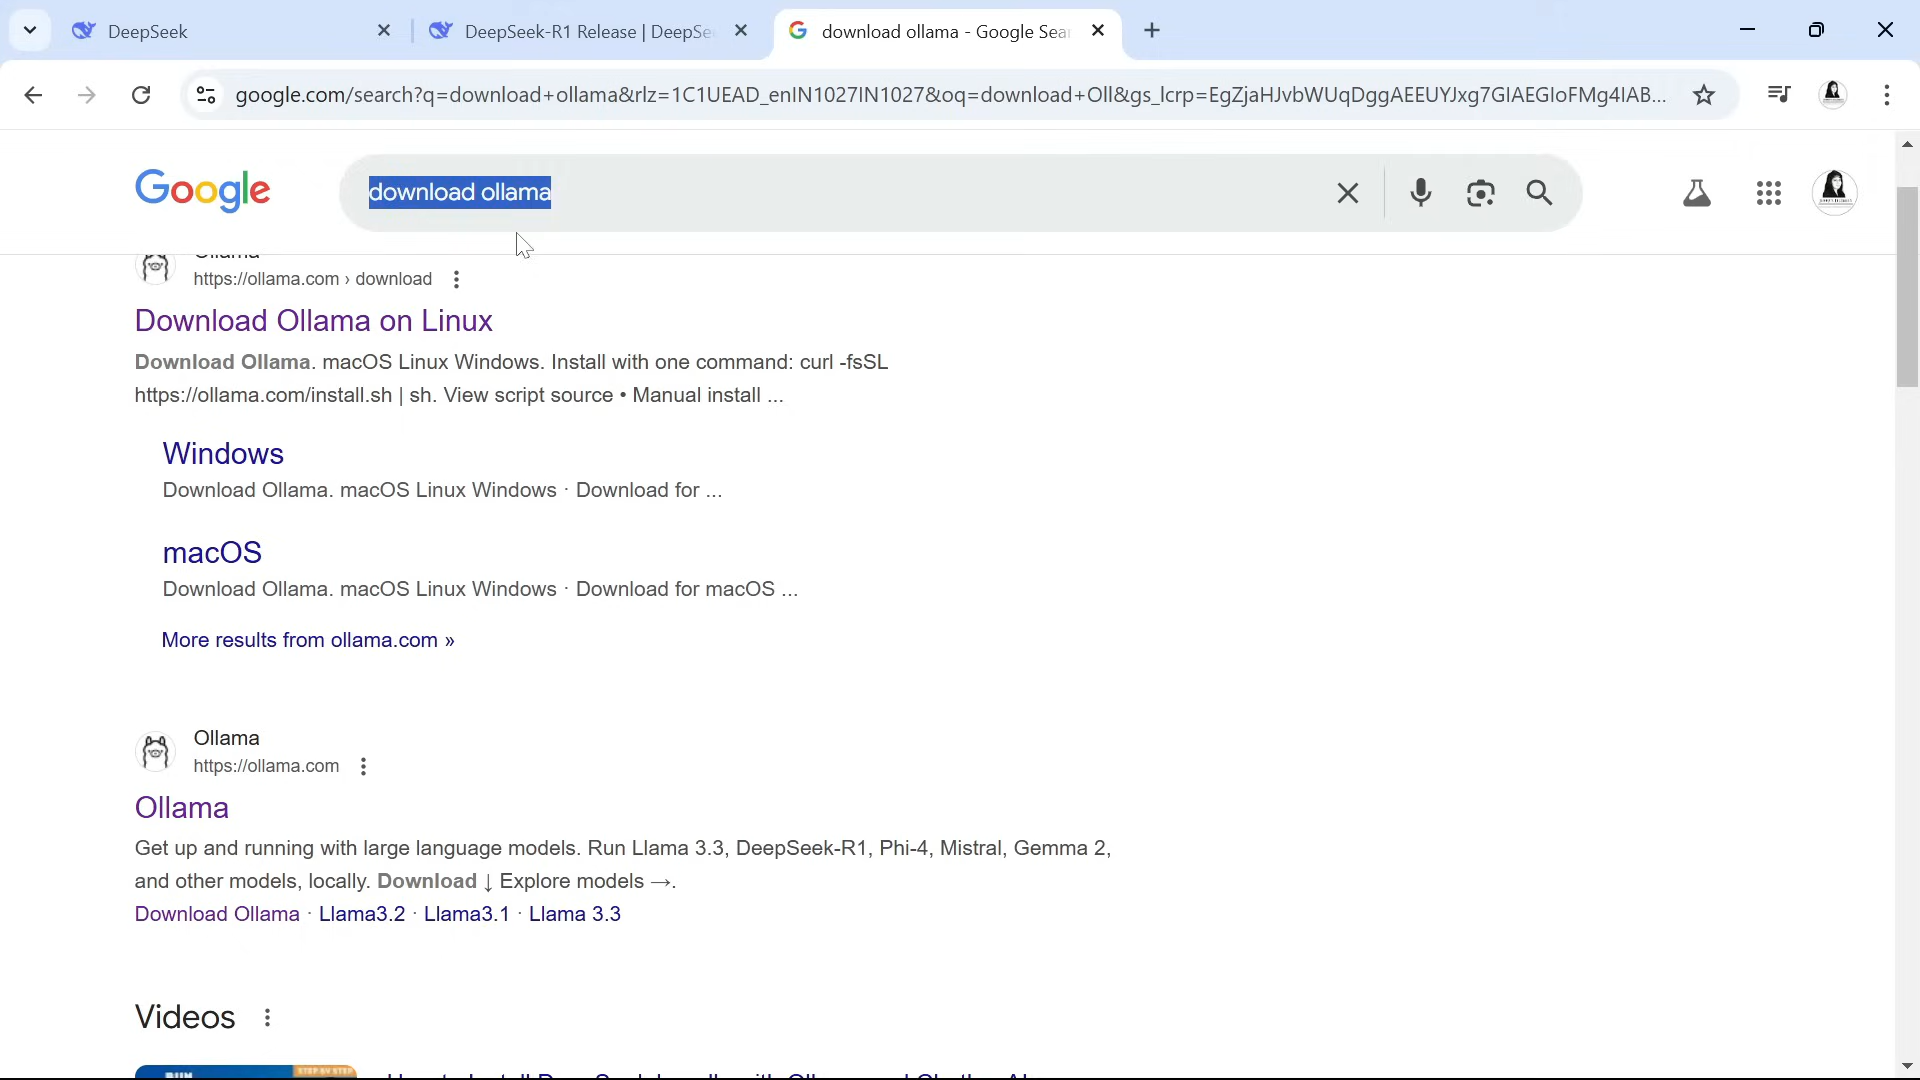 DeepSeek
DeepSeek-R1 Release | DeepSe
download ollama - Google Sea
google.com/search?q=download+ollama&rlz=1C1UEAD_enIN1027IN1027&oq=download+Oll&gs_lcrp=EgZjaHJvbWUqDggAEEUYJxg7GIAEGIoFMg4IAB...
Google
download ollama
Ollama
https://ollama.com › download
Download Ollama on Linux
Download Ollama. macOS Linux Windows. Install with one command: curl -fsSL
https://ollama.com/install.sh | sh. View script source • Manual install ...
Windows
Download Ollama. macOS Linux Windows · Download for ...
macOS
Download Ollama. macOS Linux Windows · Download for macOS ...
More results from ollama.com »
Ollama
https://ollama.com
Ollama
Get up and running with large language models. Run Llama 3.3, DeepSeek-R1, Phi-4, Mistral, Gemma 2,
and other models, locally. Download ↓ Explore models →.
Download Ollama · Llama3.2 · Llama3.1 · Llama 3.3
Videos
RUN
STEP-BY-STEP